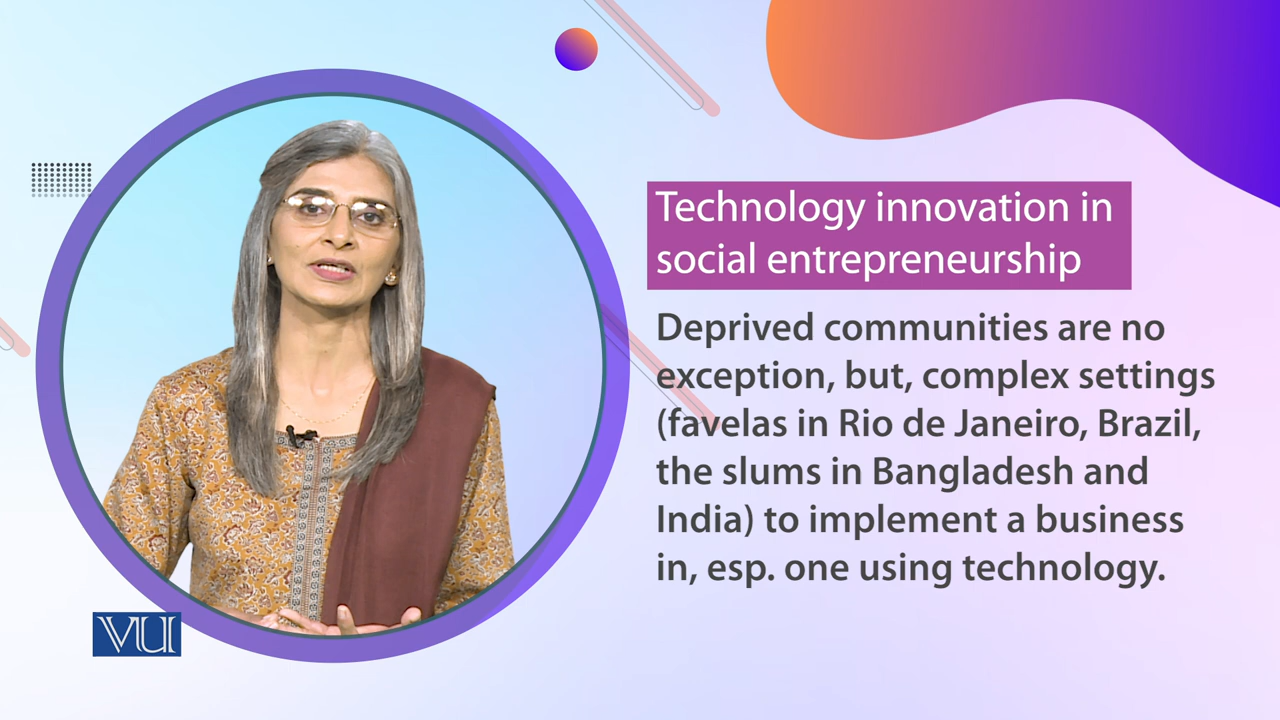 Technology innovation in
social entrepreneurship
Deprived communities are no
exception, but, complex settings
(favelas in Rio de Janeiro, Brazil,
the slums in Bangladesh and
India) to implement a business
in, esp. one using technology.
VU